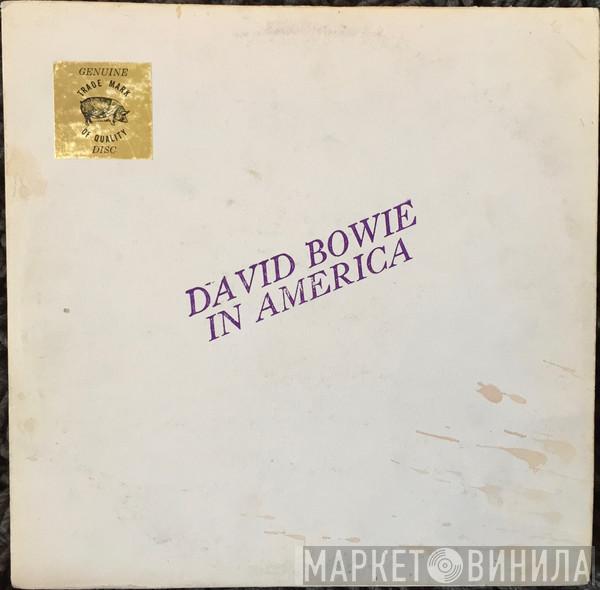 GENUINE
TRADE MARK
OF QUALITY
DISC
DAVID BOWIE
IN AMERICA
МАРКЕТ ВИНИЛА